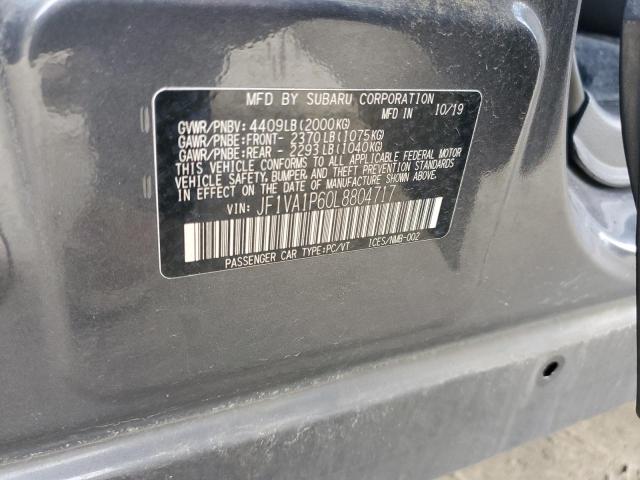 MFD BY SUBARU CORPORATION
MFD IN 10/19
GVWR/PNBV: 4409LB(2000KG)
GAWR/PNBE:FRONT- 2370LB(1075KG)
GAWR/PNBE:REAR - 2293LB(1040KG)
THIS VEHICLE CONFORMS TO ALL APPLICABLE FEDERAL MOTOR
VEHICLE SAFETY, BUMPER, AND THEFT PREVENTION STANDARDS
IN EFFECT ON THE DATE OF MANUFACTURE SHOWN ABOVE.
VIN: JF1VA1P60L8804717
PASSENGER CAR TYPE:PC/VT ICES/NMB-002